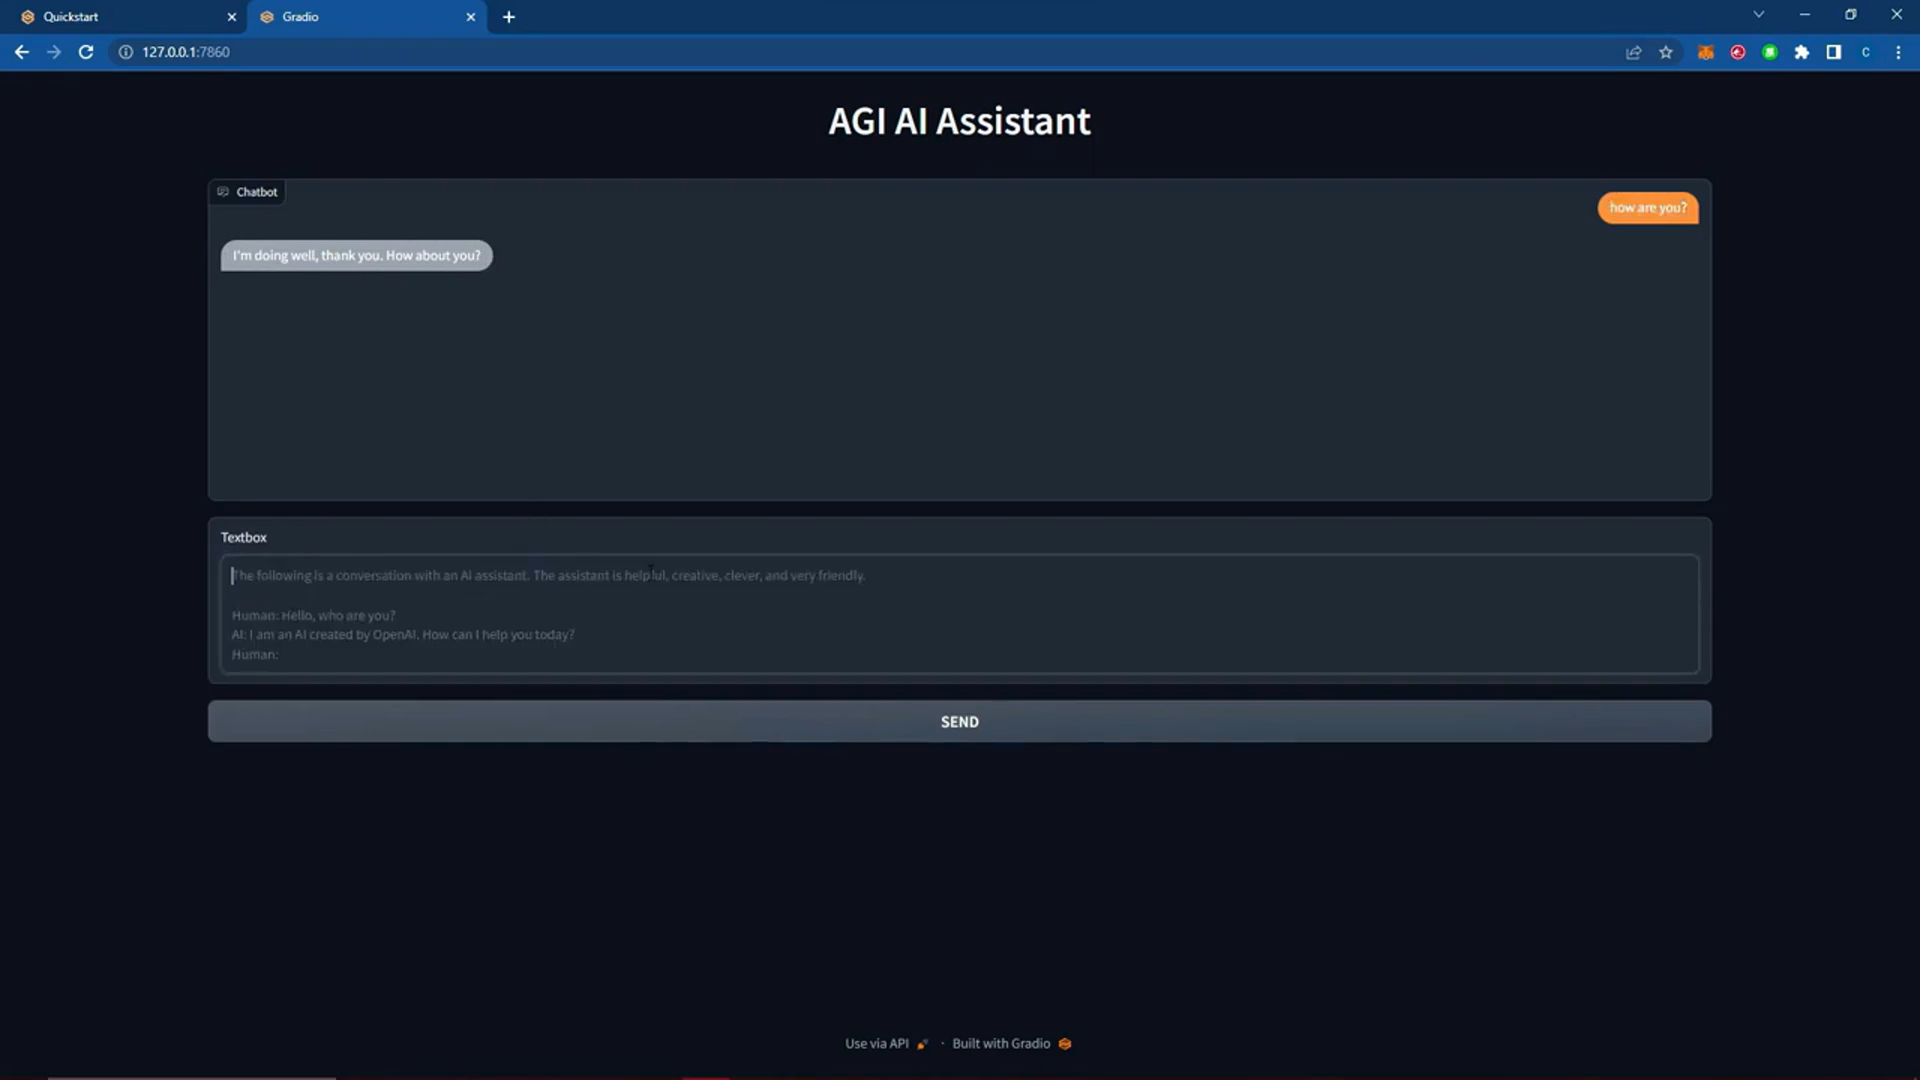 Quickstart
Gradio
127.0.0.1:7860
C
AGI AI Assistant
Chatbot
how are you?
I'm doing well, thank you. How about you?
Textbox
The following is a conversation with an AI assistant. The assistant is helpful, creative, clever, and very friendly.
Human: Hello, who are you?
AI: I am an AI created by OpenAI. How can I help you today?
Human:
SEND
Use via API · Built with Gradio